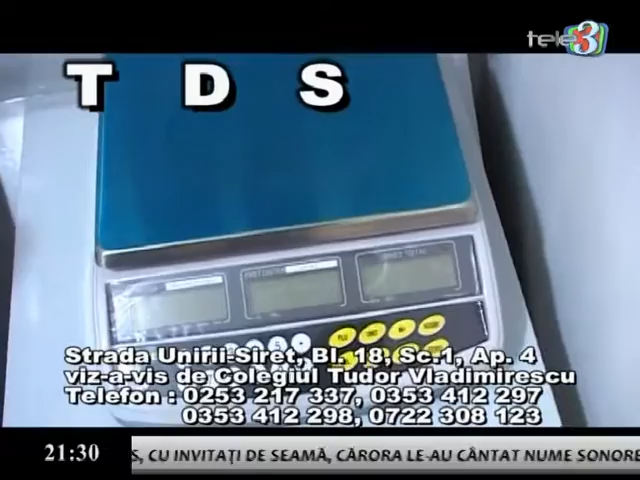 tele 3
T D S
Strada Unirii-Siret, Bl. 18, Sc.1, Ap. 4
viz-a-vis de Colegiul Tudor Vladimirescu
Telefon : 0253 217 337, 0353 412 297
0353 412 298, 0722 308 123
21:30
S, CU INVITAȚI DE SEAMĂ, CĂRORA LE-AU CÂNTAT NUME SONORE